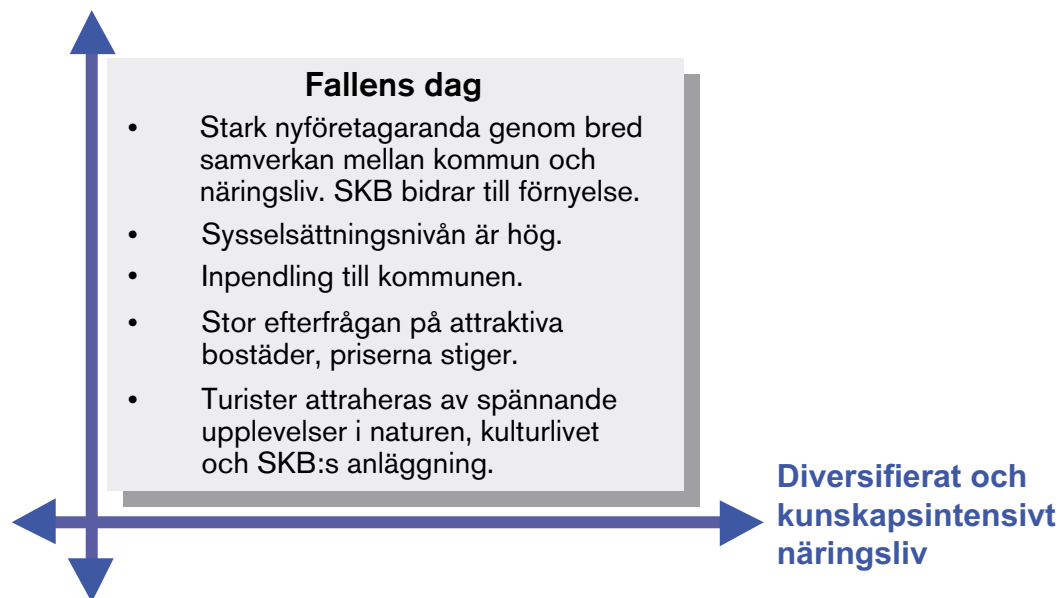 Fallens dag
• Stark nyföretagaranda genom bred
samverkan mellan kommun och
näringsliv. SKB bidrar till förnyelse.
• Sysselsättningsnivån är hög.
• Inpendling till kommunen.
• Stor efterfrågan på attraktiva
bostäder, priserna stiger.
• Turister attraheras av spännande
upplevelser i naturen, kulturlivet
och SKB:s anläggning.
Diversifierat och
kunskapsintensivt
näringsliv